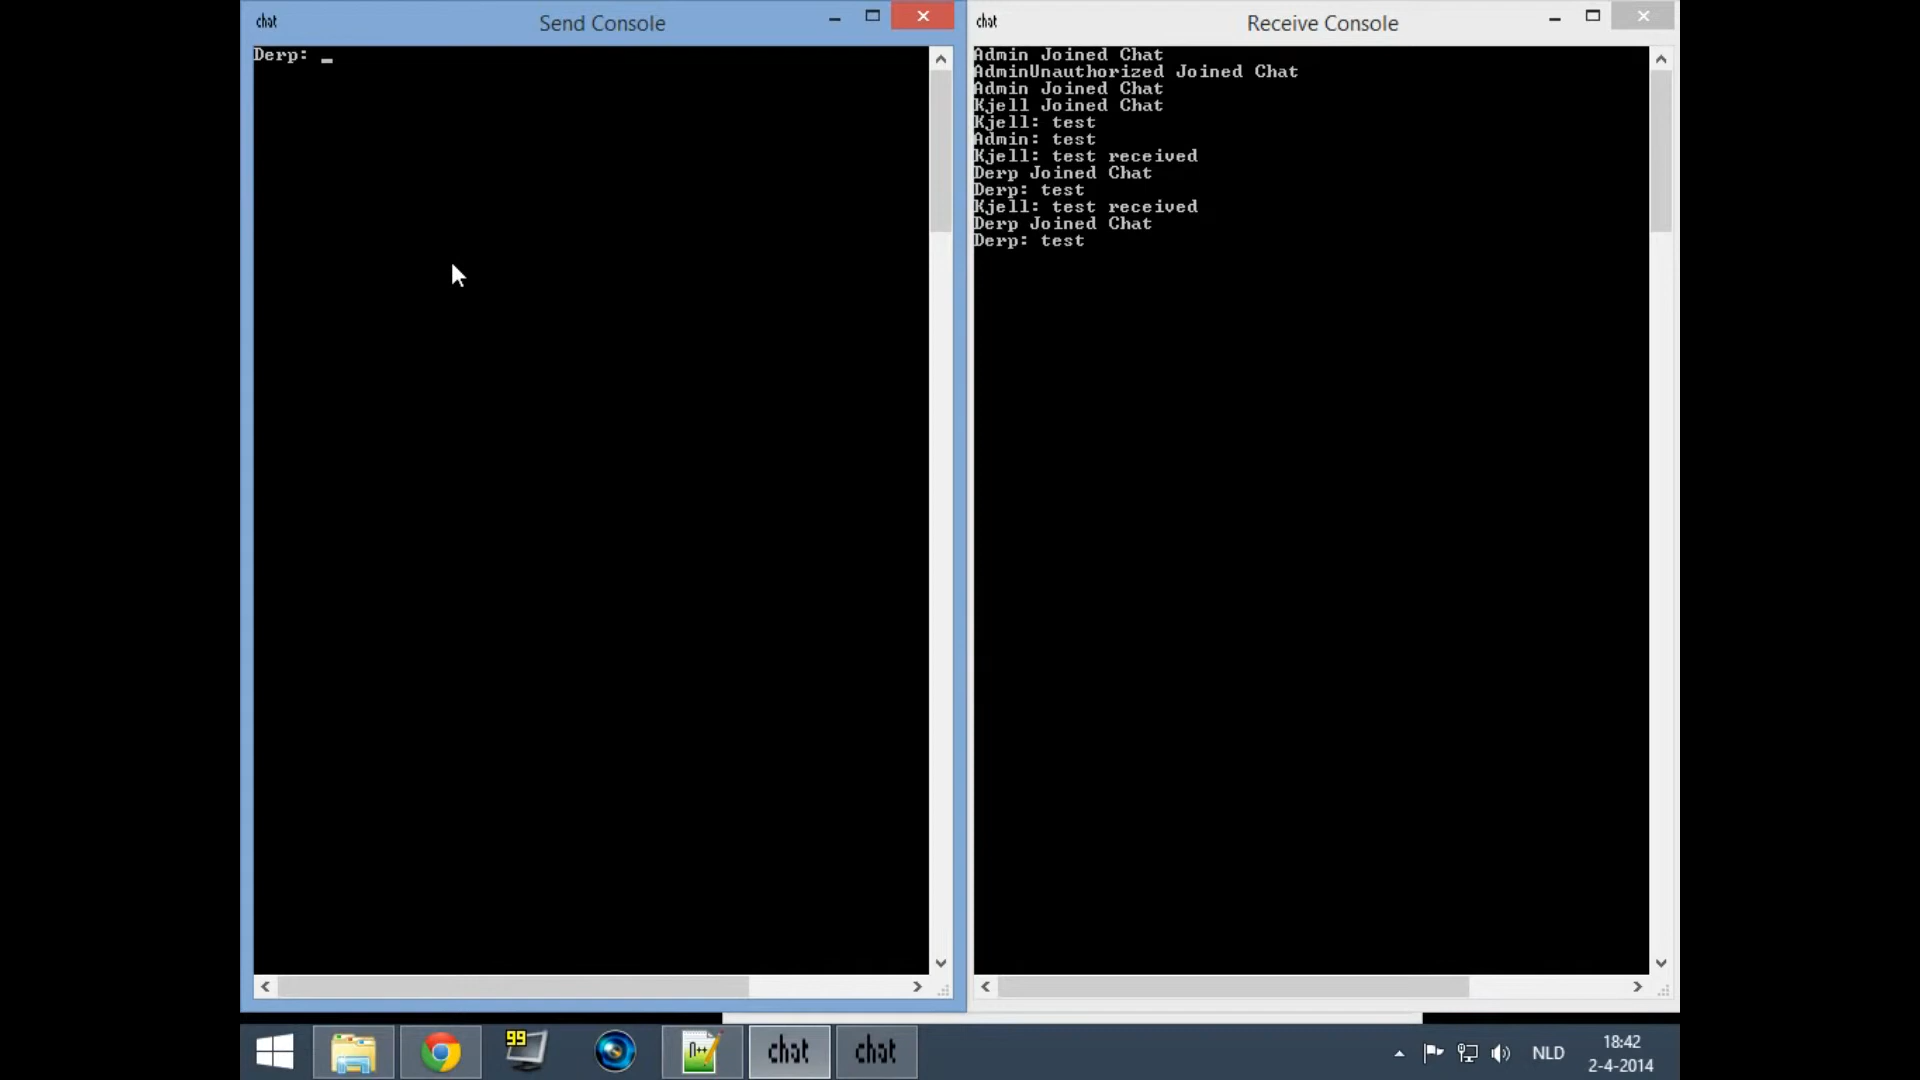 chat
Send Console
Derp: _
chat
Receive Console
Admin Joined Chat
AdminUnauthorized Joined Chat
Admin Joined Chat
Kjell Joined Chat
Kjell: test
Admin: test
Kjell: test received
Derp Joined Chat
Derp: test
Kjell: test received
Derp Joined Chat
Derp: test
99
n++
chat
chat
NLD
18:42
2-4-2014